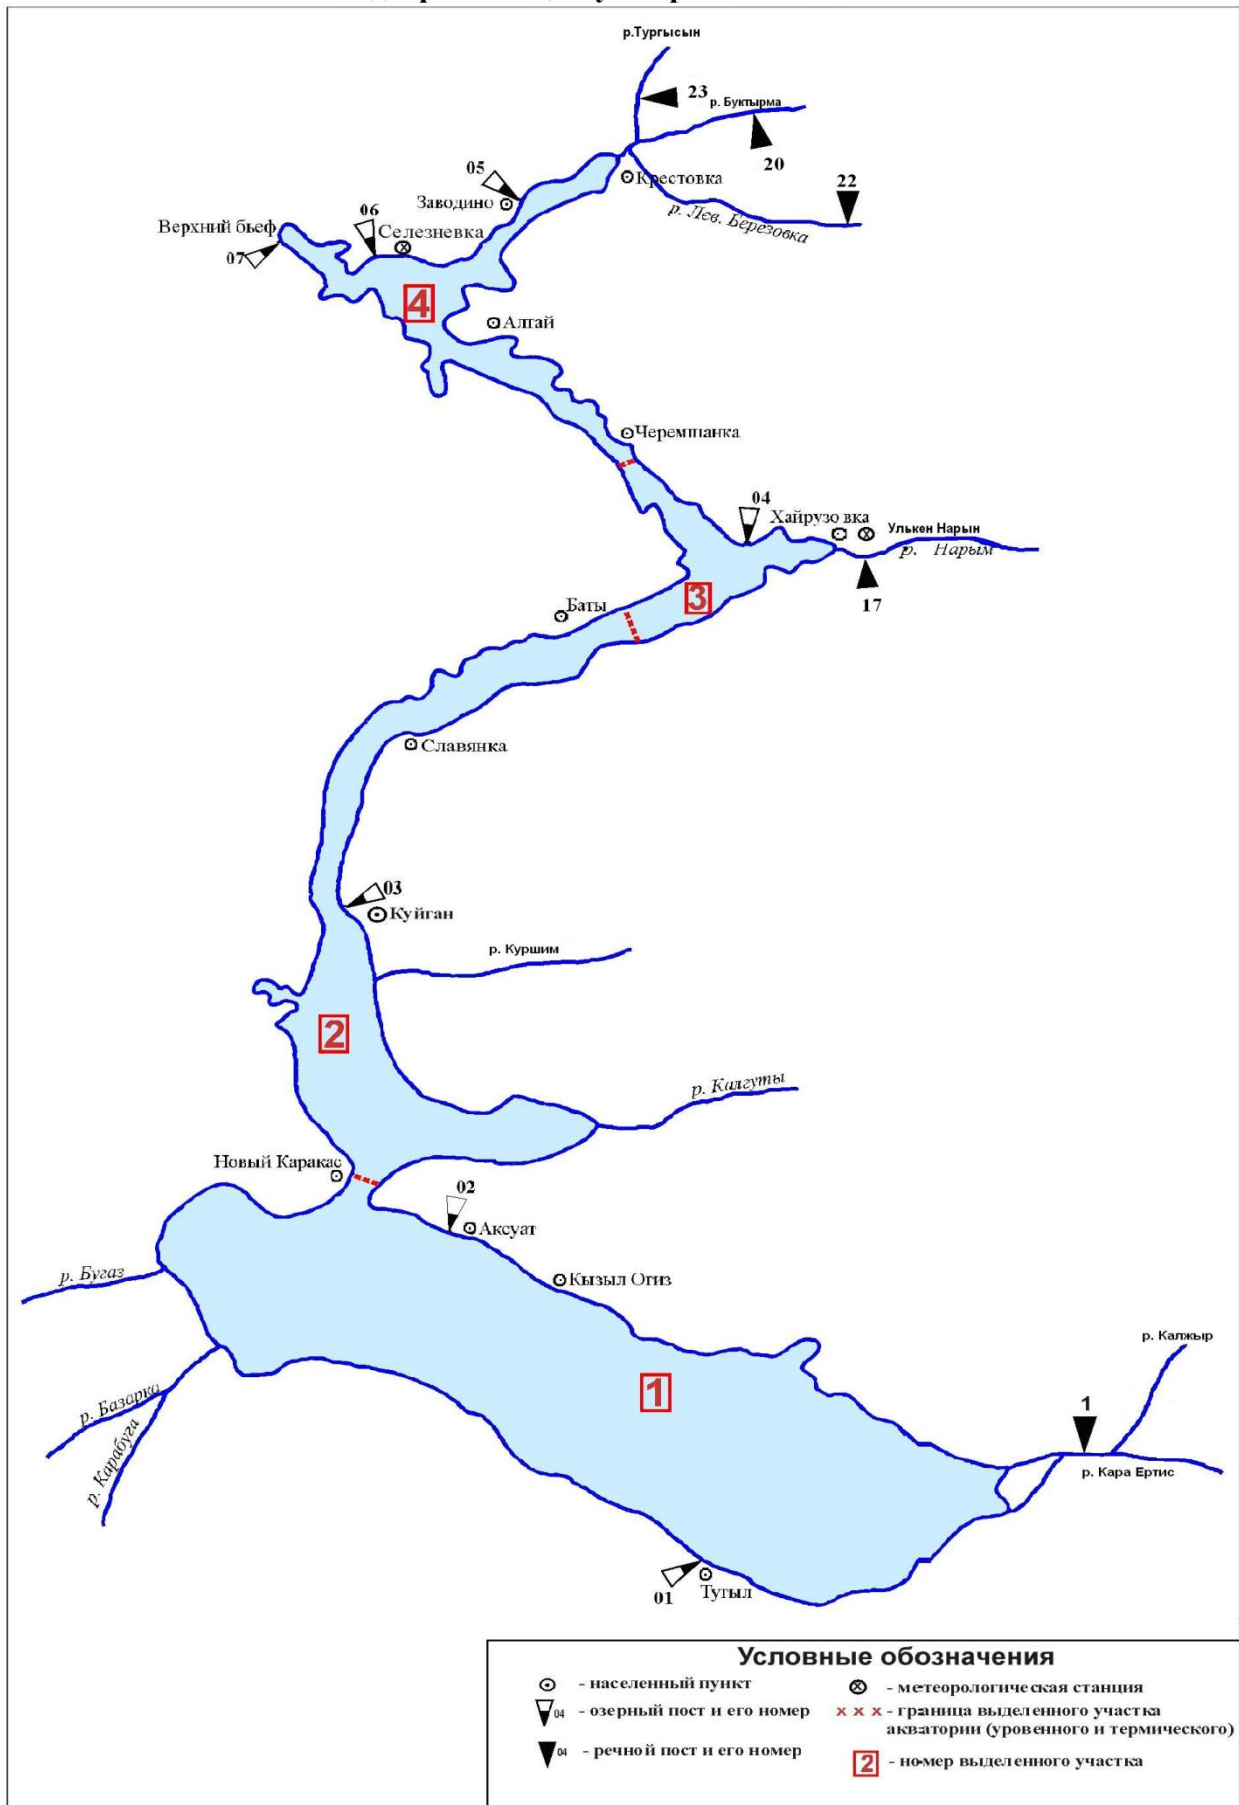 р.Тургысын
23
р. Буктырма
20
05
Крестовка
22
Заводино
р. Лев. Березовка
06
Верхний бьеф
Селезневка
07
4
Алтай
Черемшанка
04
Хайрузовка
Улькен Нарын
р. Нарым
17
3
Баты
Славянка
03
Куйган
р. Куршим
2
р. Калгуты
Новый Каракас
02
Аксуат
р. Бугаз
Кызыл Огиз
р. Калжыр
1
р. Базарка
1
р. Карабуга
р. Кара Ертис
01
Тугыл
Условные обозначения
- населенный пункт
- метеорологическая станция
04 - озерный пост и его номер
х х х - граница выделенного участка
акватории (уровенного и термического)
04 - речной пост и его номер
2 - номер выделенного участка